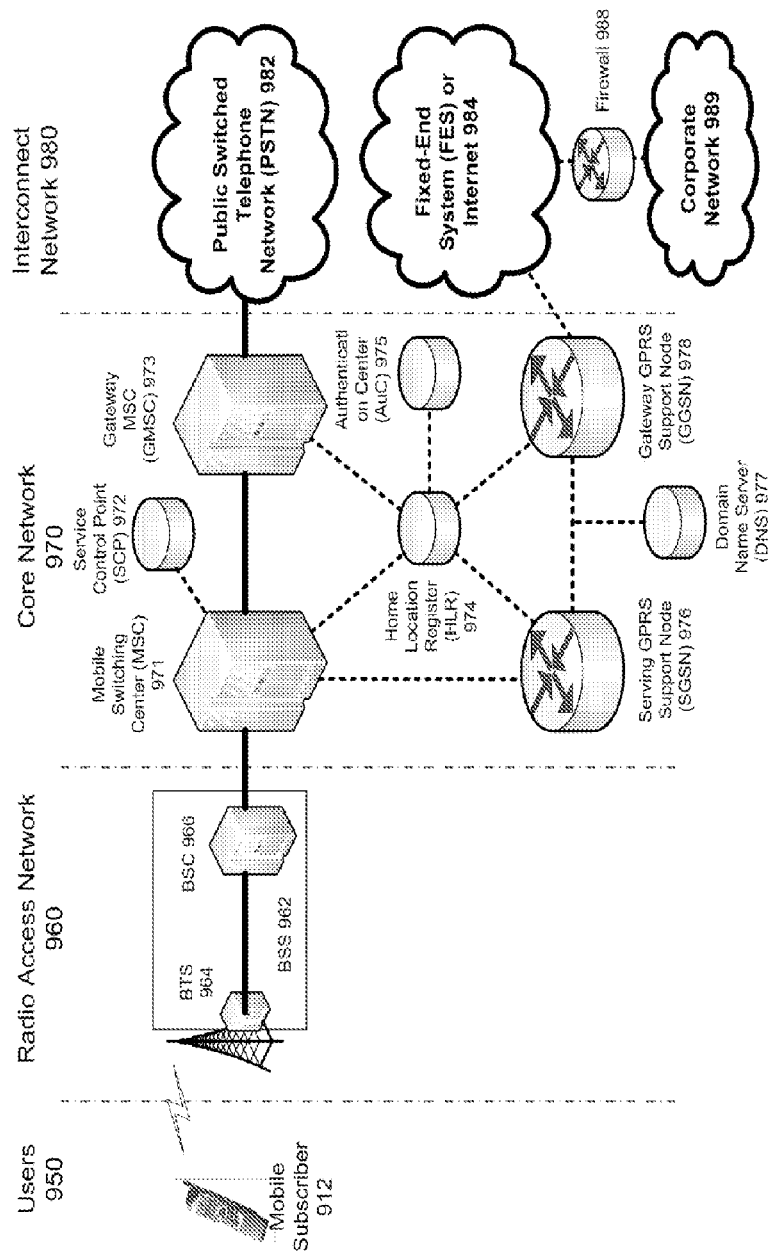 Users
950
Radio Access Network
960
Core Network
970
Interconnect
Network 980
Mobile
Subscriber
912
BTS
964
BSC 966
BSS 962
Mobile
Switching
Center (MSC)
971
Service
Control Point
(SCP) 972
Gateway
MSC
(GMSC) 973
Home
Location
Register
(HLR)
974
Authenticati
on Center
(AuC) 975
Serving GPRS
Support Node
(SGSN) 976
Domain
Name Server
(DNS) 977
Gateway GPRS
Support Node
(GGSN) 978
Public Switched
Telephone
Network (PSTN) 982
Fixed-End
System (FES) or
Internet 984
Firewall 988
Corporate
Network 989